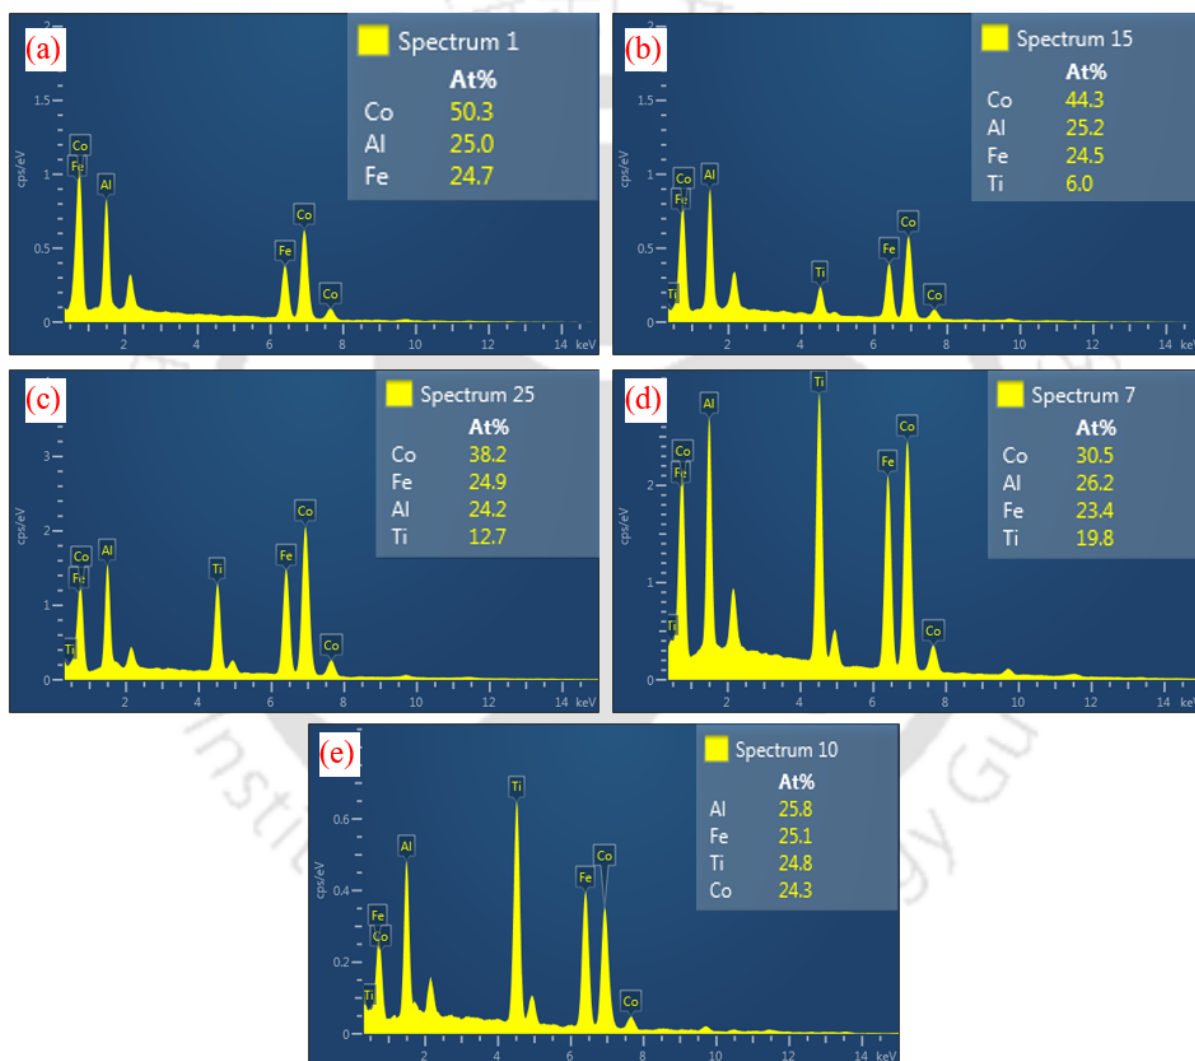 (a)
Spectrum 1
At%
Co 50.3
Al 25.0
Fe 24.7
cps/eV
2
1.5
1
0.5
0
Co
Fe
Al
Fe
Co
Co
2 4 6 8 10 12 14 keV
(b)
Spectrum 15
At%
Co 44.3
Al 25.2
Fe 24.5
Ti 6.0
cps/eV
2
1.5
1
0.5
0
Ti
Co
Fe
Al
Ti
Fe
Co
Co
2 4 6 8 10 12 14 keV
(c)
Spectrum 25
At%
Co 38.2
Fe 24.9
Al 24.2
Ti 12.7
cps/eV
3
2
1
0
Ti
Co
Fe
Al
Ti
Fe
Co
Co
2 4 6 8 10 12 14 keV
(d)
Spectrum 7
At%
Co 30.5
Al 26.2
Fe 23.4
Ti 19.8
cps/eV
2
1
0
Ti
Co
Fe
Al
Ti
Fe
Co
Co
2 4 6 8 10 12 14 keV
(e)
Spectrum 10
At%
Al 25.8
Fe 25.1
Ti 24.8
Co 24.3
cps/eV
0.6
0.4
0.2
0
Ti
Fe
Co
Al
Ti
Fe
Co
Co
2 4 6 8 10 12 14 keV
Instit
gy Gu